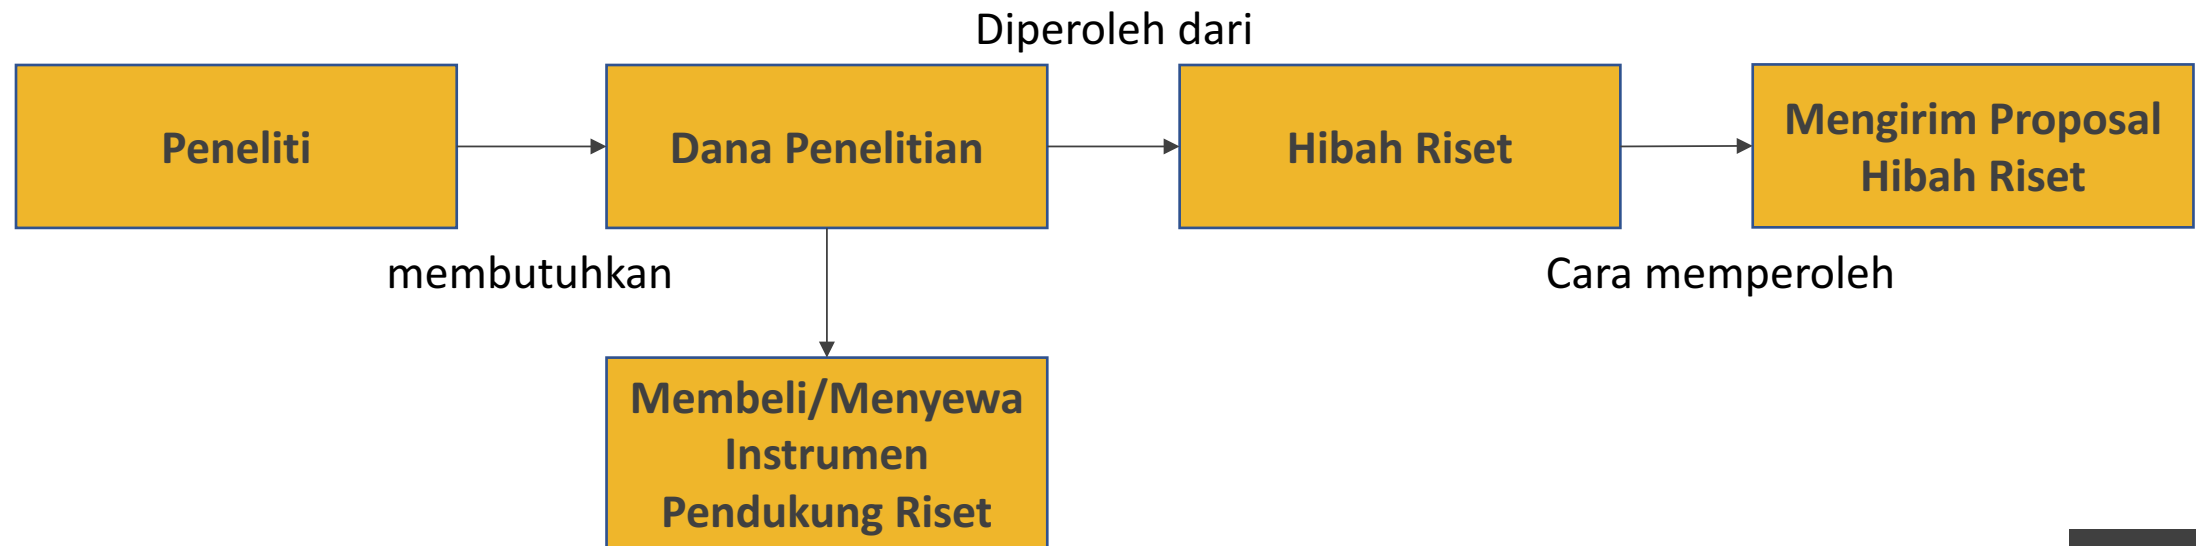 Diperoleh dari
Peneliti
Dana Penelitian
Hibah Riset
Mengirim Proposal
Hibah Riset
membutuhkan
Cara memperoleh
Membeli/Menyewa
Instrumen
Pendukung Riset